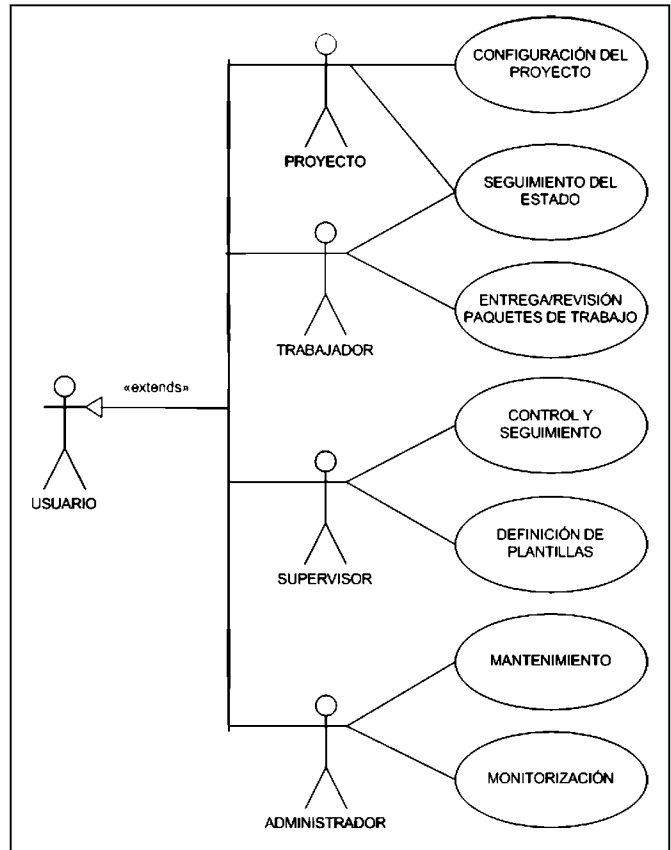 CONFIGURACIÓN DEL
PROYECTO
PROYECTO
SEGUIMIENTO DEL
ESTADO
TRABAJADOR
ENTREGA/REVISIÓN
PAQUETES DE TRABAJO
«extends»
USUARIO
CONTROL Y
SEGUIMIENTO
SUPERVISOR
DEFINICIÓN DE
PLANTILLAS
MANTENIMIENTO
ADMINISTRADOR
MONITORIZACIÓN